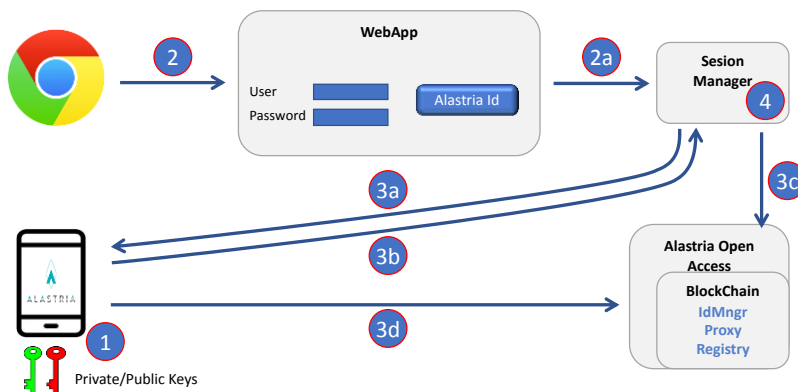 WebApp
2
2a
Sesion
Manager
4
User
Password
Alastria Id
3a
3c
3b
Alastria Open
Access
ALASTRIA
BlockChain
IdMngr
Proxy
Registry
1
3d
Private/Public Keys